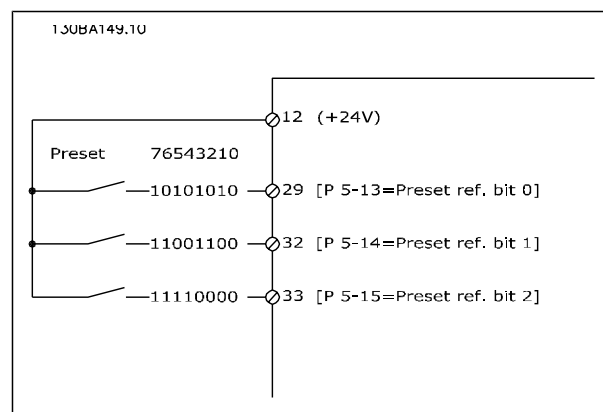 130BA149.10
12 (+24V)
Preset 76543210
10101010 29 [P 5-13=Preset ref. bit 0]
11001100 32 [P 5-14=Preset ref. bit 1]
11110000 33 [P 5-15=Preset ref. bit 2]